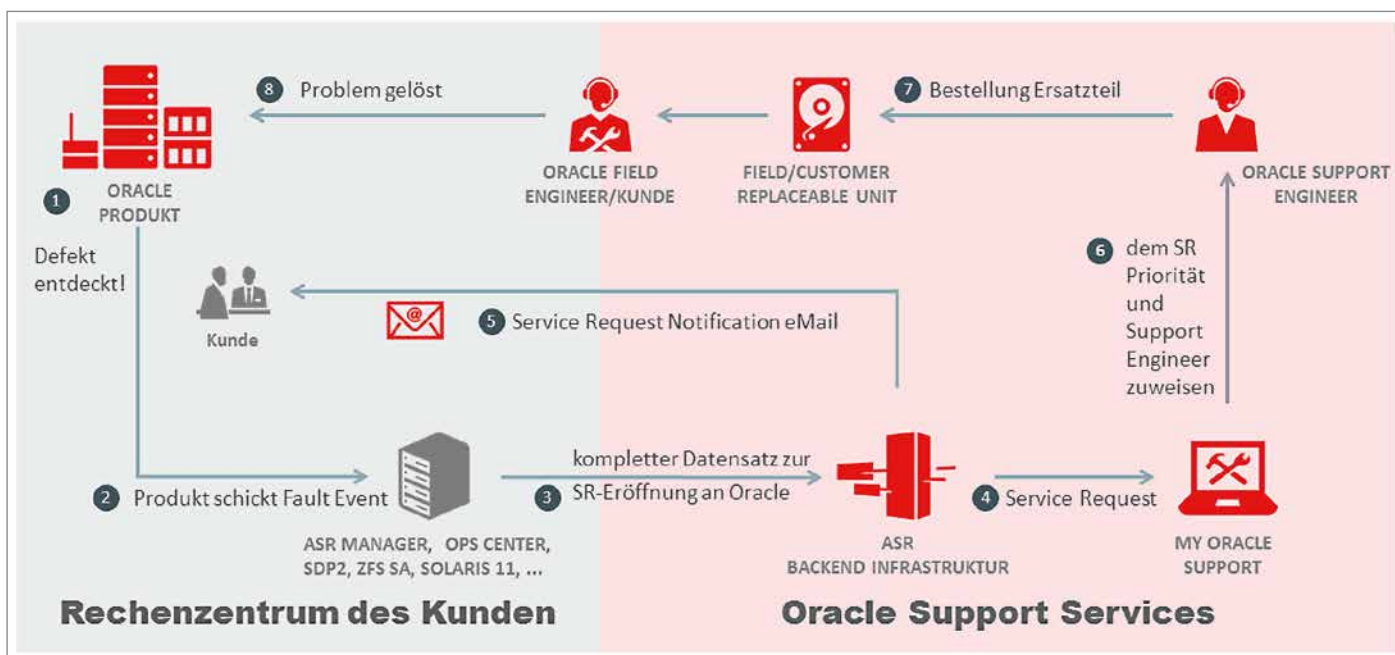 8 Problem gelöst
7 Bestellung Ersatzteil
1
ORACLE
PRODUKT
ORACLE FIELD
ENGINEER/KUNDE
FIELD/CUSTOMER
REPLACEABLE UNIT
ORACLE SUPPORT
ENGINEER
Defekt
entdeckt!
6 dem SR
Priorität
und
Support
Engineer
zuweisen
Kunde
@
5 Service Request Notification eMail
2 Produkt schickt Fault Event
kompletter Datensatz zur
3 SR-Eröffnung an Oracle
4 Service Request
ASR MANAGER, OPS CENTER,
SDP2, ZFS SA, SOLARIS 11, ...
ASR
BACKEND INFRASTRUKTUR
MY ORACLE
SUPPORT
Rechenzentrum des Kunden
Oracle Support Services